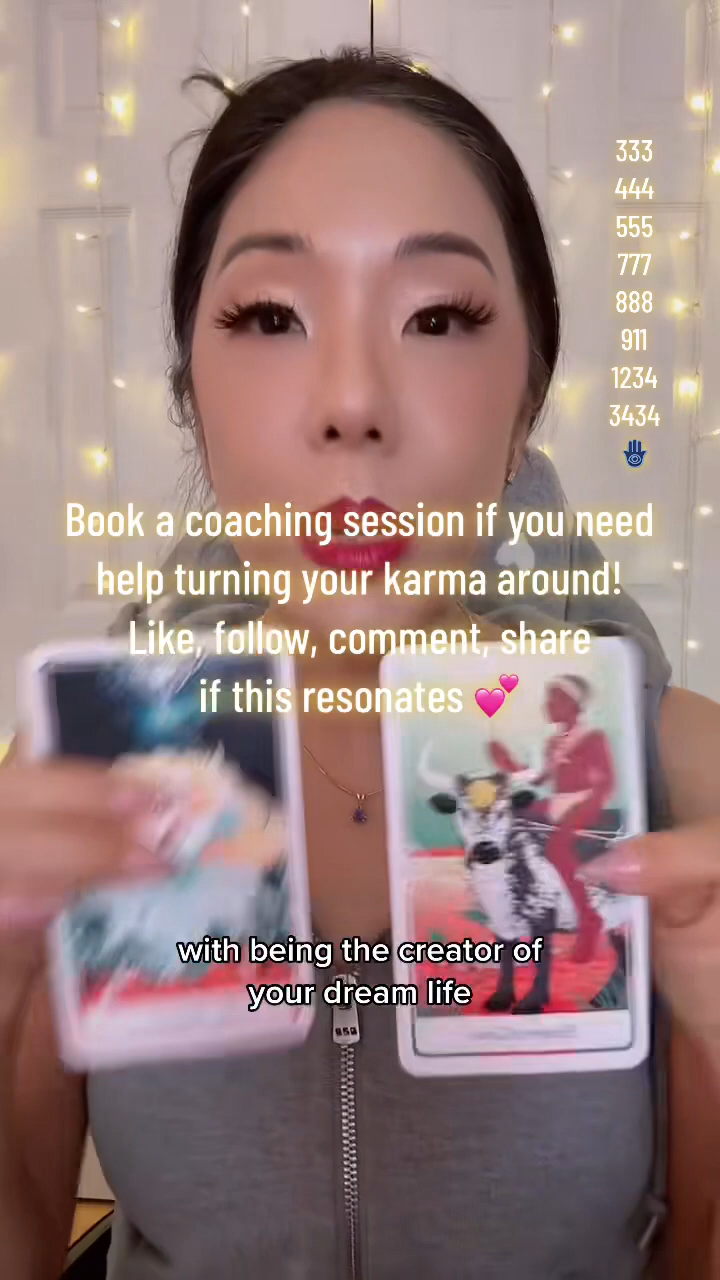 333
444
555
777
888
911
1234
3434
Book a coaching session if you need
help turning your karma around!
Like, follow, comment, share
if this resonates 💕
with being the creator of
your dream life